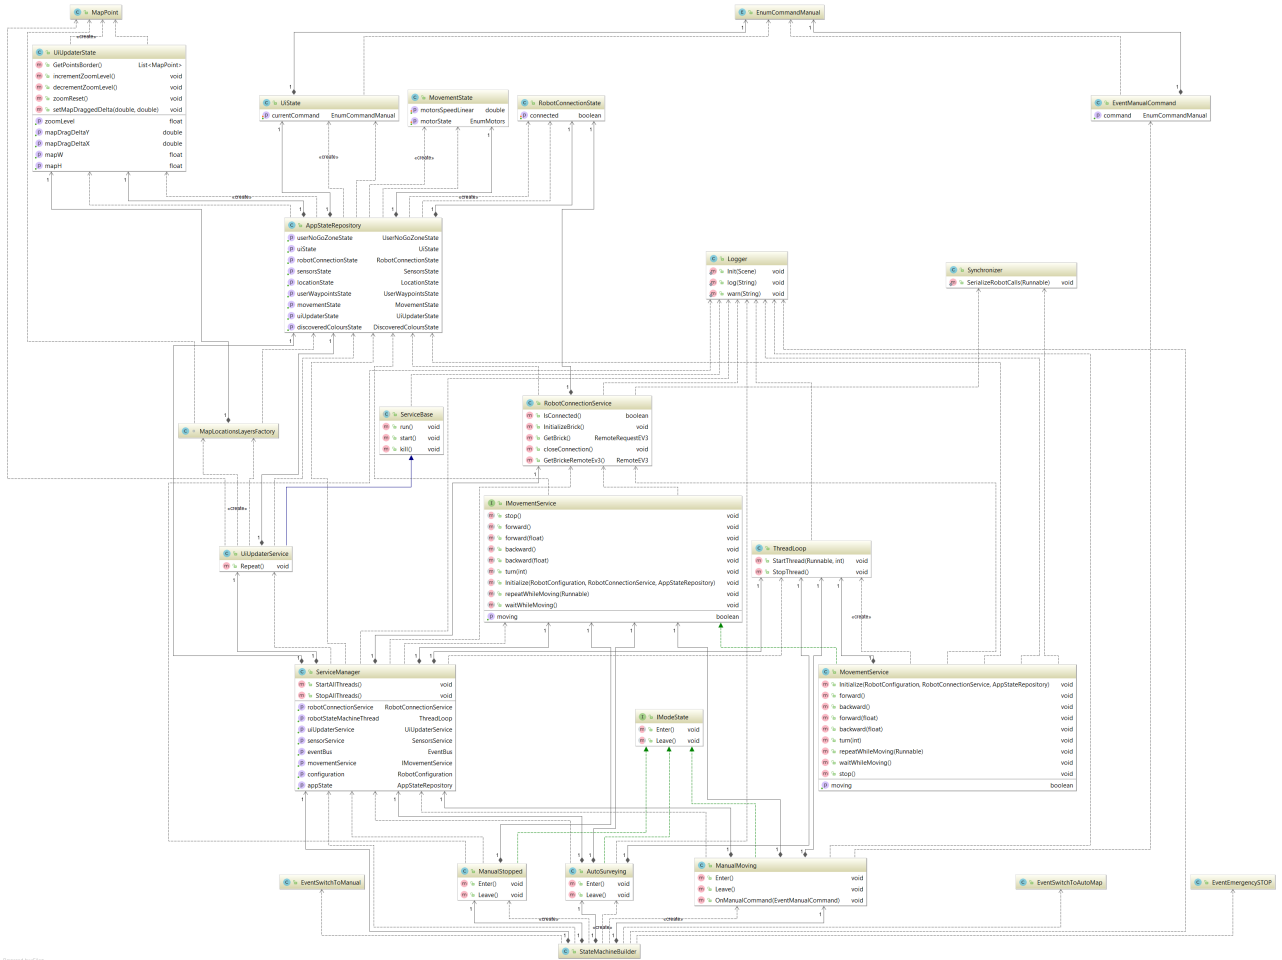 MapPoint
EnumCommandManual
«create»
UiUpdaterState
GetPointsBorder() List<MapPoint>
incrementZoomLevel() void
decrementZoomLevel() void
zoomReset() void
setMapDraggedDelta(double, double) void
zoomLevel float
mapDragDeltaY double
mapDragDeltaX double
mapW float
mapH float
UiState
currentCommand EnumCommandManual
MovementState
motorsSpeedLinear double
motorState EnumMotors
RobotConnectionState
connected boolean
EventManualCommand
command EnumCommandManual
«create»
«create»
«create»
«create»
AppStateRepository
userNoGoZoneState UserNoGoZoneState
uiState UiState
robotConnectionState RobotConnectionState
sensorsState SensorsState
locationState LocationState
userWaypointsState UserWaypointsState
movementState MovementState
uiUpdaterState UiUpdaterState
discoveredColoursState DiscoveredColoursState
Logger
Init(Scene) void
log(String) void
warn(String) void
Synchronizer
SerializeRobotCalls(Runnable) void
MapLocationsLayersFactory
ServiceBase
run() void
start() void
kill() void
RobotConnectionService
IsConnected() boolean
InitializeBrick() void
GetBrick() RemoteRequestEV3
closeConnection() void
GetBrickeRemoteEv3() RemoteEV3
«create»
UiUpdaterService
Repeat() void
IMovementService
stop() void
forward() void
forward(float) void
backward() void
backward(float) void
turn(int) void
Initialize(RobotConfiguration, RobotConnectionService, AppStateRepository) void
repeatWhileMoving(Runnable) void
waitWhileMoving() void
moving boolean
ThreadLoop
StartThread(Runnable, int) void
StopThread() void
«create»
ServiceManager
StartAllThreads() void
StopAllThreads() void
robotConnectionService RobotConnectionService
robotStateMachineThread ThreadLoop
uiUpdaterService UiUpdaterService
sensorService SensorsService
eventBus EventBus
movementService IMovementService
configuration RobotConfiguration
appState AppStateRepository
IModeState
Enter() void
Leave() void
MovementService
Initialize(RobotConfiguration, RobotConnectionService, AppStateRepository) void
forward() void
backward() void
forward(float) void
backward(float) void
turn(int) void
repeatWhileMoving(Runnable) void
waitWhileMoving() void
stop() void
moving boolean
EventSwitchToManual
ManualStopped
Enter() void
Leave() void
AutoSurveying
Enter() void
Leave() void
ManualMoving
Enter() void
Leave() void
OnManualCommand(EventManualCommand) void
EventSwitchToAutoMap
EventEmergencySTOP
«create»
«create»
«create»
StateMachineBuilder